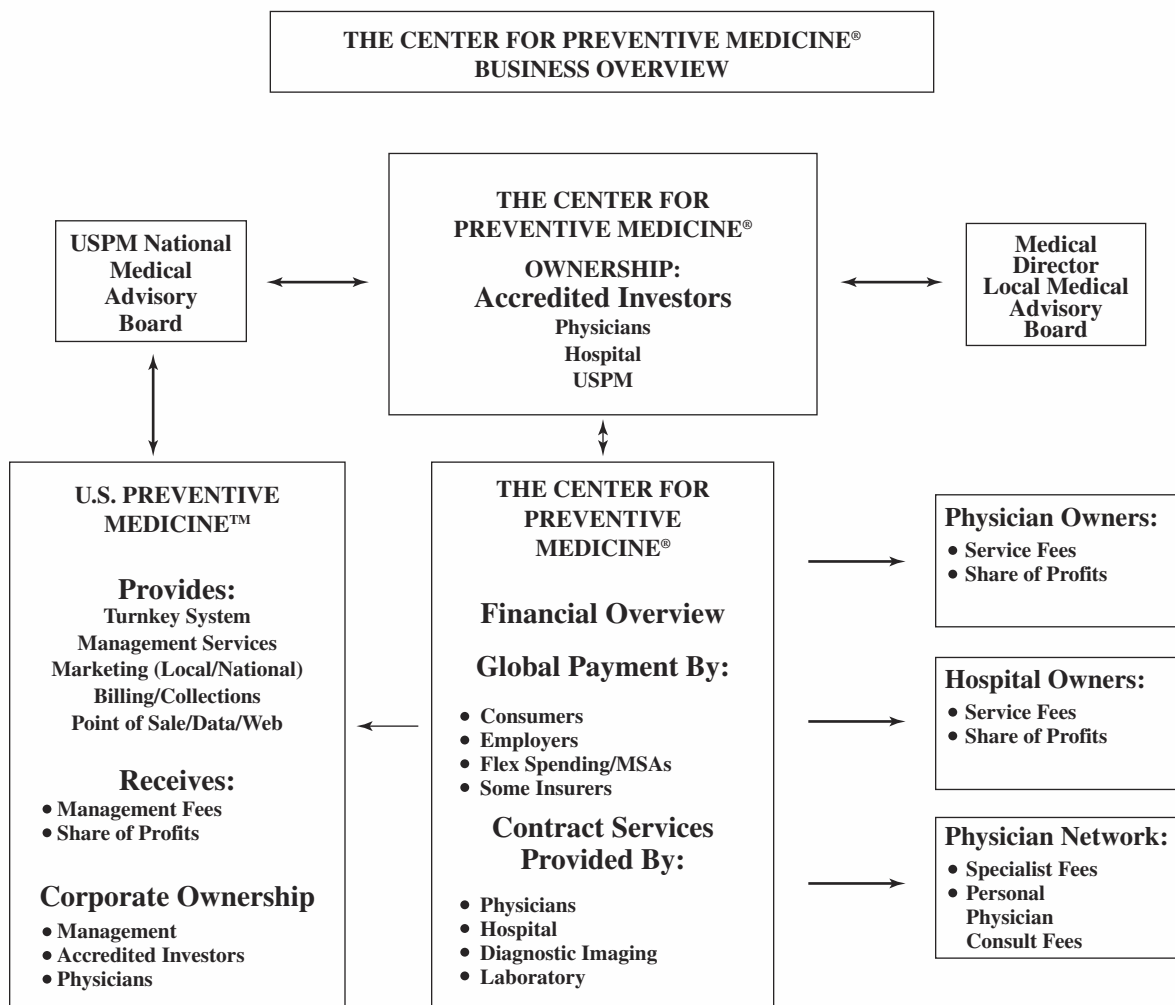 THE CENTER FOR PREVENTIVE MEDICINE®
BUSINESS OVERVIEW
THE CENTER FOR
PREVENTIVE MEDICINE®
OWNERSHIP:
Accredited Investors
Physicians
Hospital
USPM
USPM National
Medical
Advisory
Board
Medical
Director
Local Medical
Advisory
Board
U.S. PREVENTIVE
MEDICINE™
Provides:
Turnkey System
Management Services
Marketing (Local/National)
Billing/Collections
Point of Sale/Data/Web
Receives:
• Management Fees
• Share of Profits
Corporate Ownership
• Management
• Accredited Investors
• Physicians
THE CENTER FOR
PREVENTIVE
MEDICINE®
Financial Overview
Global Payment By:
• Consumers
• Employers
• Flex Spending/MSAs
• Some Insurers
Contract Services
Provided By:
• Physicians
• Hospital
• Diagnostic Imaging
• Laboratory
Physician Owners:
• Service Fees
• Share of Profits
Hospital Owners:
• Service Fees
• Share of Profits
Physician Network:
• Specialist Fees
• Personal
Physician
Consult Fees